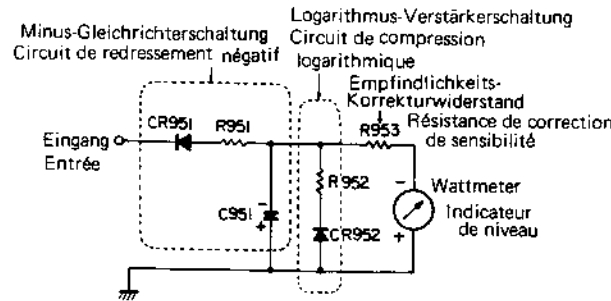 Logarithmus-Verstärkerschaltung
Circuit de compression
logarithmique
Minus-Gleichrichterschaltung
Circuit de redressement négatif
Empfindlichkeits-
Korrekturwiderstand
R953
Résistance de correction
de sensibilité
CR951
R951
Eingang
Entrée
R952
C951
-
+
CR952
-
+
Wattmeter
Indicateur
de niveau